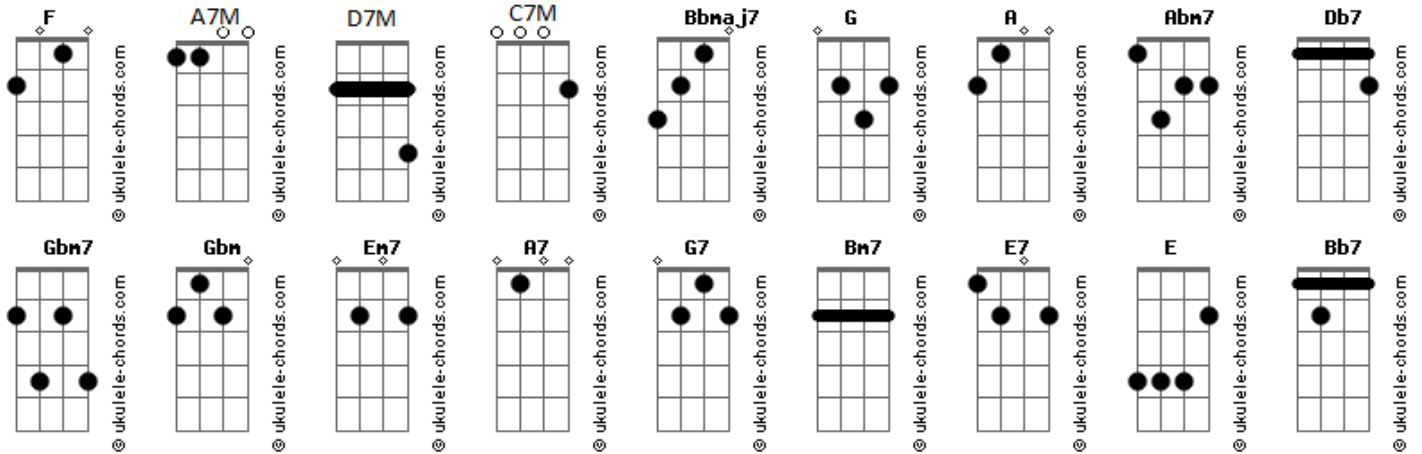 F A7M D7M C7M Bbmaj7 G A Abm7 Db7
© ukulele-chords.com © ukulele-chords.com © ukulele-chords.com © ukulele-chords.com © ukulele-chords.com © ukulele-chords.com © ukulele-chords.com © ukulele-chords.com © ukulele-chords.com
Gbm7 Gbm Em7 A7 G7 Bm7 E7 E Bb7
© ukulele-chords.com © ukulele-chords.com © ukulele-chords.com © ukulele-chords.com © ukulele-chords.com © ukulele-chords.com © ukulele-chords.com © ukulele-chords.com © ukulele-chords.com